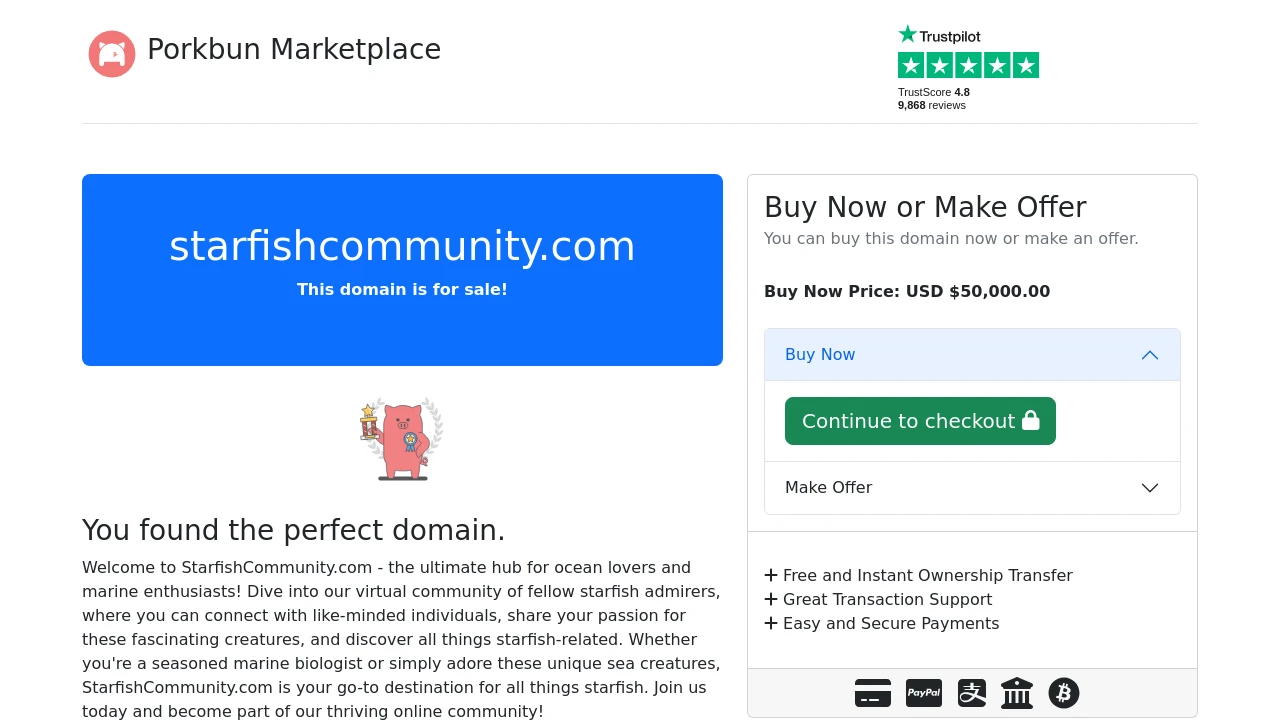 Porkbun Marketplace
Trustpilot
TrustScore 4.8
9,868 reviews
starfishcommunity.com
This domain is for sale!
You found the perfect domain.
Welcome to StarfishCommunity.com - the ultimate hub for ocean lovers and
marine enthusiasts! Dive into our virtual community of fellow starfish admirers,
where you can connect with like-minded individuals, share your passion for
these fascinating creatures, and discover all things starfish-related. Whether
you're a seasoned marine biologist or simply adore these unique sea creatures,
StarfishCommunity.com is your go-to destination for all things starfish. Join us
today and become part of our thriving online community!
Buy Now or Make Offer
You can buy this domain now or make an offer.
Buy Now Price: USD $50,000.00
Buy Now
Continue to checkout
Make Offer
Free and Instant Ownership Transfer
Great Transaction Support
Easy and Secure Payments
PayPal